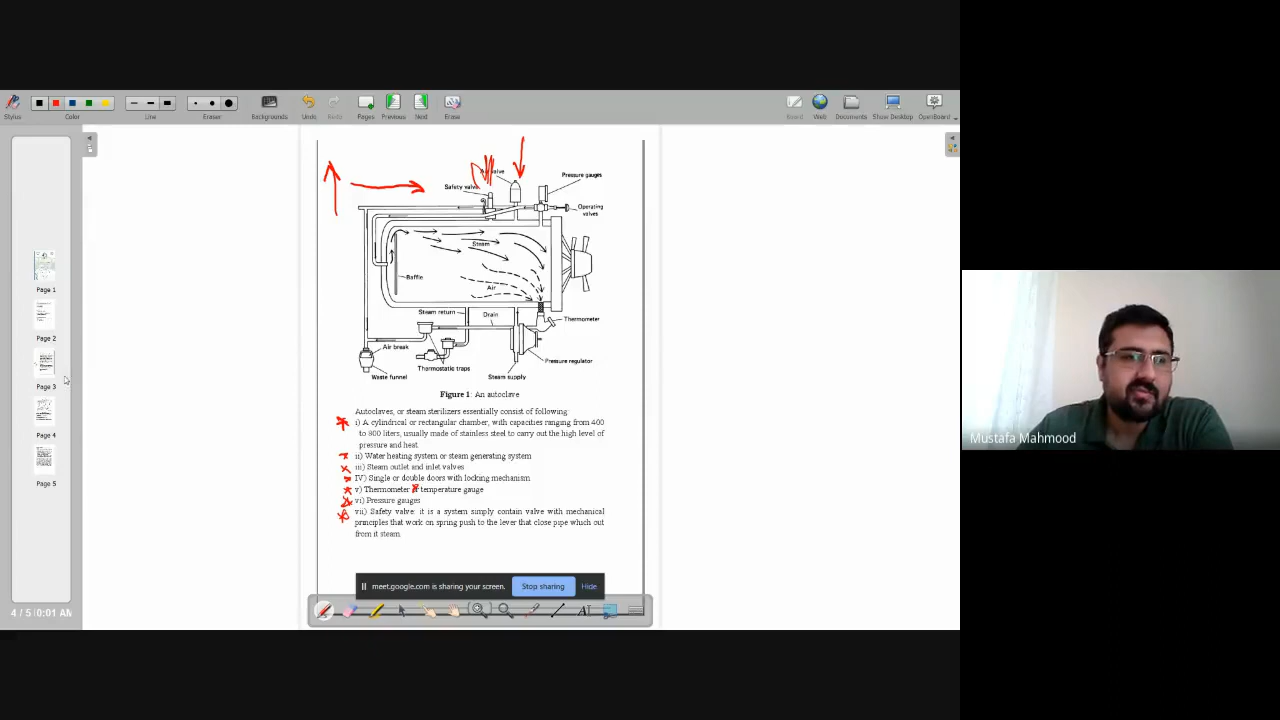 Stylus
Color
Line
Eraser
Backgrounds
Undo
Redo
Pages
Previous
Next
Erase
Board
Web
Documents
Show Desktop
OpenBoard
Page 1
Page 2
Page 3
Page 4
Page 5
valve
Pressure gauges
Safety valve
Operating
valves
Steam
Baffle
Air
Steam return
Drain
Thermometer
Air break
Pressure regulator
Thermostatic traps
Waste funnel
Steam supply
Figure 1: An autoclave
Autoclaves, or steam sterilizers essentially consist of following:
i) A cylindrical or rectangular chamber, with capacities ranging from 400
to 800 liters, usually made of stainless steel to carry out the high level of
pressure and heat.
ii) Water heating system or steam generating system
iii) Steam outlet and inlet valves
IV) Single or double doors with locking mechanism
v) Thermometer temperature gauge
vi) Pressure gauges
vii) Safety valve: it is a system simply contain valve with mechanical
principles that work on spring push to the lever that close pipe which out
from it steam.
meet.google.com is sharing your screen.
Stop sharing
Hide
4 / 5
0:01 AM
Mustafa Mahmood